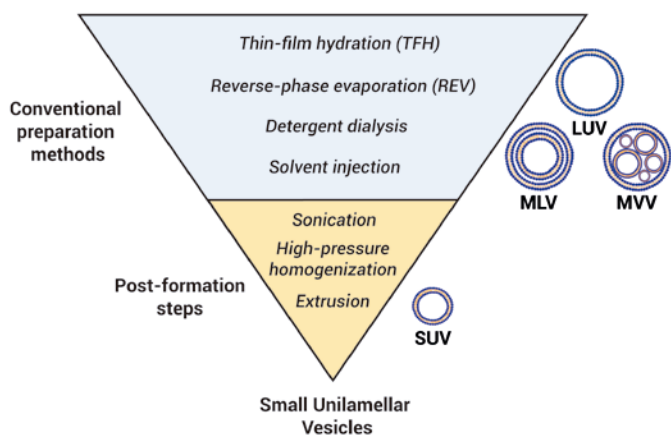 Thin-film hydration (TFH)
Reverse-phase evaporation (REV)
Detergent dialysis
Solvent injection
Conventional
preparation
methods
LUV
MLV
MVV
Sonication
High-pressure
homogenization
Extrusion
Post-formation
steps
SUV
Small Unilamellar
Vesicles